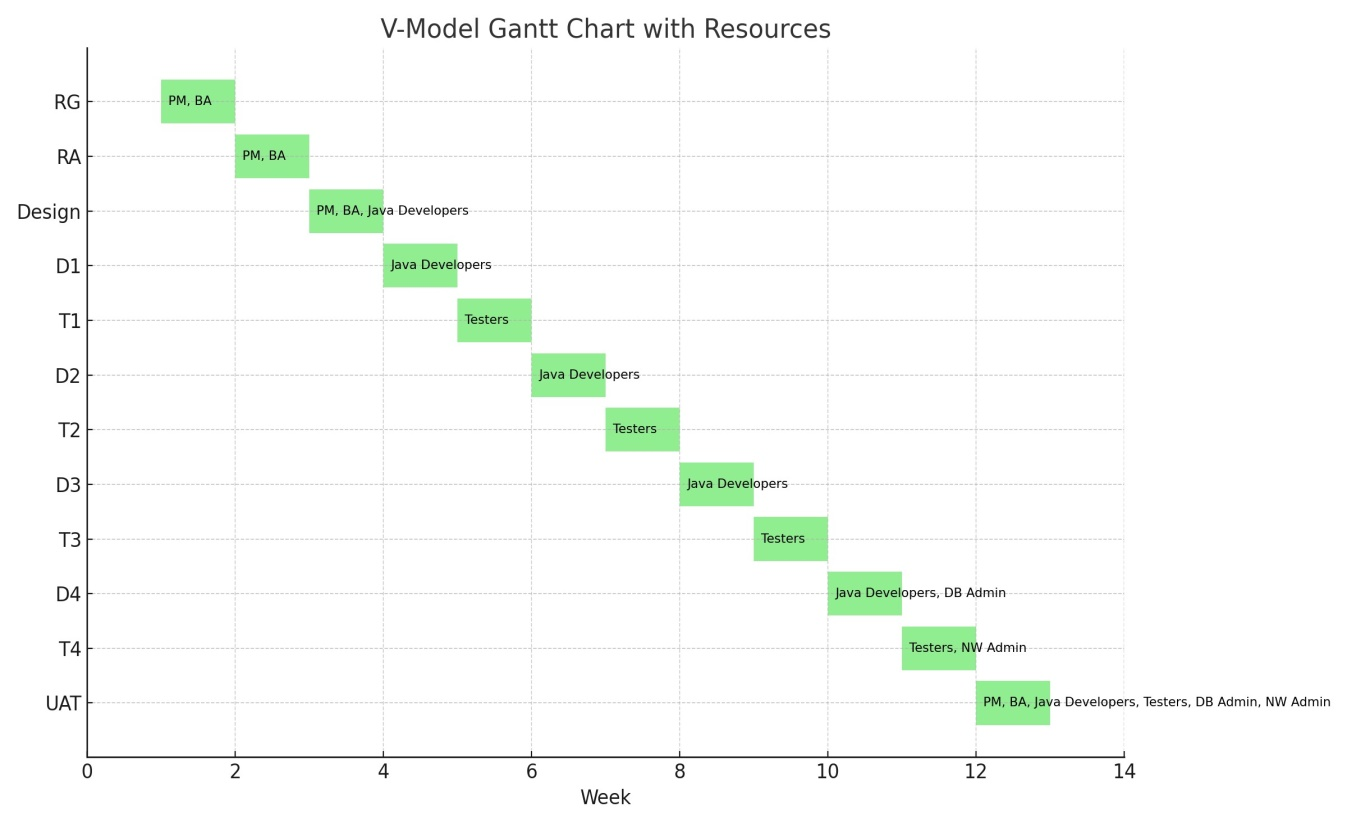 V-Model Gantt Chart with Resources
RG PM, BA
RA PM, BA
Design PM, BA, Java Developers
D1 Java Developers
T1 Testers
D2 Java Developers
T2 Testers
D3 Java Developers
T3 Testers
D4 Java Developers, DB Admin
T4 Testers, NW Admin
UAT PM, BA, Java Developers, Testers, DB Admin, NW Admin
0 2 4 6 8 10 12 14
Week